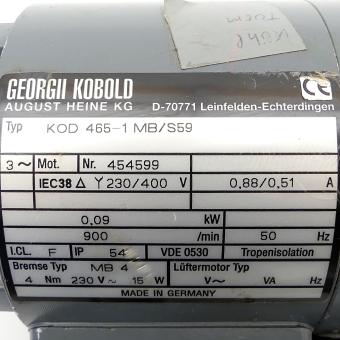 GEORGII KOBOLD
AUGUST HEINE KG D-70771 Leinfelden-Echterdingen
CE
Typ KOD 465-1 MB/S59
3~ Mot. Nr. 454599
IEC38 Δ Y 230/400 V 0,88/0,51 A
0,09 kW
900 /min 50 Hz
I.CL. F IP 54 VDE 0530 Tropenisolation
Bremse Typ MB 4 Lüftermotor Typ
4 Nm 230 V~ 15 W V~ VA Hz
MADE IN GERMANY